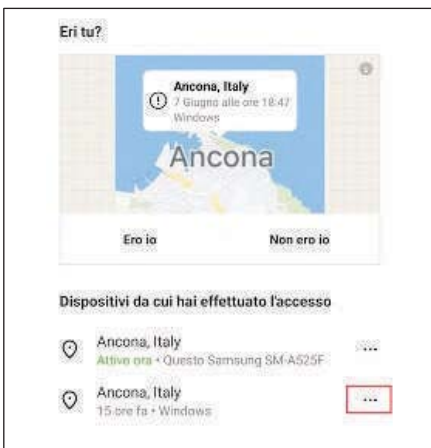 Eri tu?
Ancona, Italy
7 Giugno alle ore 18:47
Windows
Ancona
Ero io
Non ero io
Dispositivi da cui hai effettuato l'accesso
Ancona, Italy
Attivo ora • Questo Samsung SM-A525F
Ancona, Italy
15 ore fa • Windows